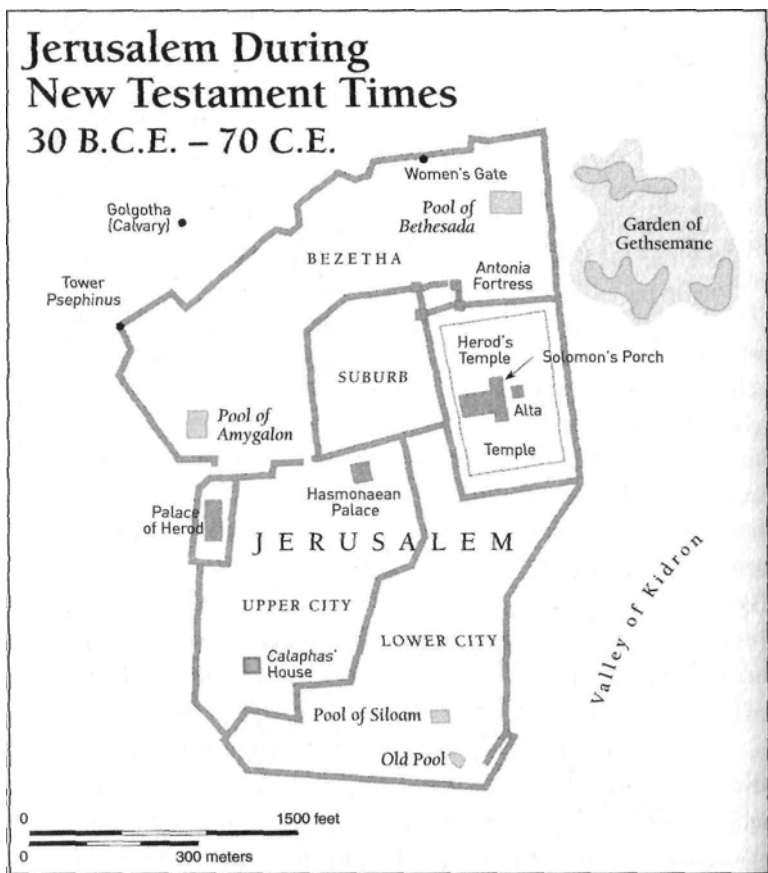 Jerusalem During
New Testament Times
30 B.C.E. – 70 C.E.
Women's Gate
Golgotha
(Calvary)
Pool of
Bethesada
Garden of
Gethsemane
BEZETHA
Antonia
Fortress
Tower
Psephinus
Herod's
Temple
Solomon's Porch
SUBURB
Alta
Pool of
Amygalon
Temple
Hasmonaean
Palace
Palace
of Herod
JERUSALEM
UPPER CITY
LOWER CITY
Valley of Kidron
Calaphas'
House
Pool of Siloam
Old Pool
0 1500 feet
0 300 meters